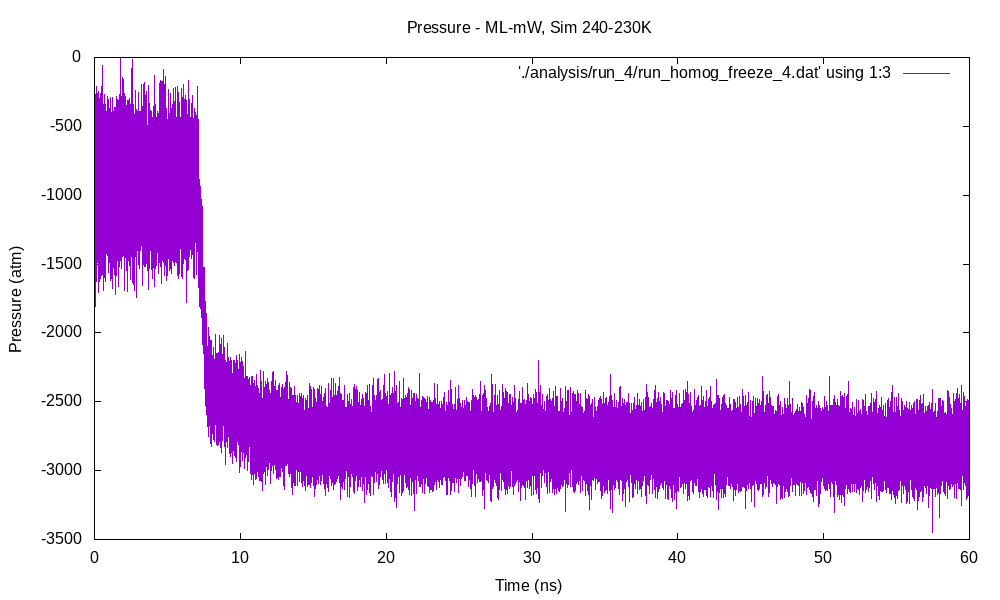 Pressure - ML-mW, Sim 240-230K
'./analysis/run_4/run_homog_freeze_4.dat' using 1:3
0
-500
-1000
-1500
-2000
-2500
-3000
-3500
Pressure (atm)
0 10 20 30 40 50 60
Time (ns)